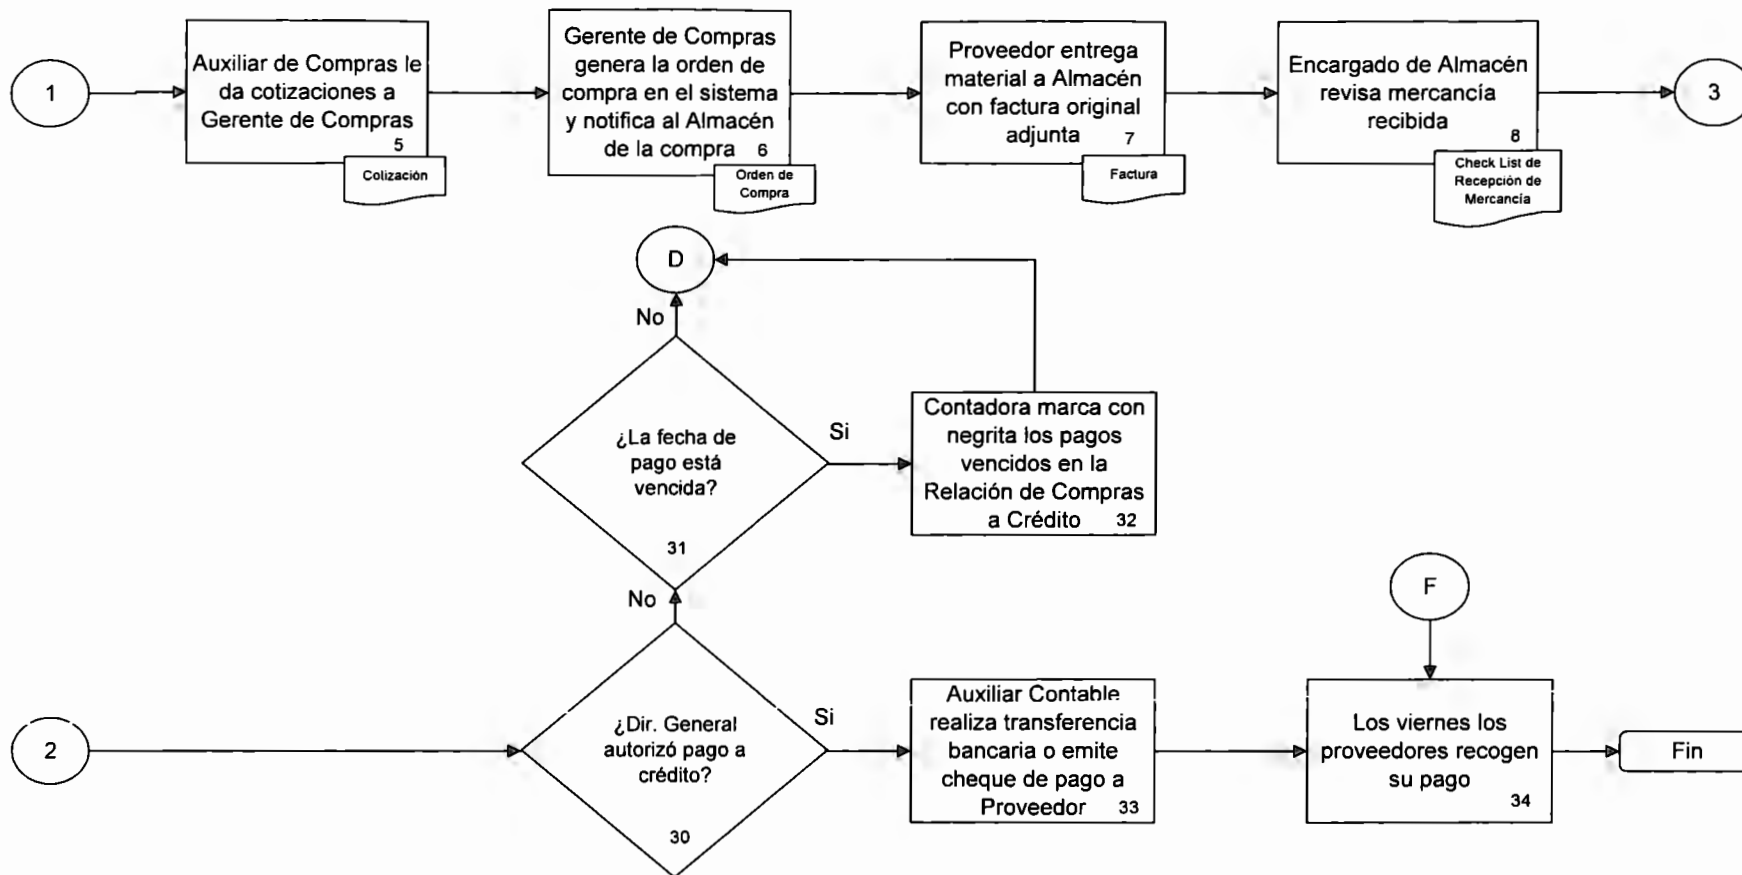 1
Auxiliar de Compras le
da cotizaciones a
Gerente de Compras
5
Cotización
Gerente de Compras
genera la orden de
compra en el sistema
y notifica al Almacén
de la compra 6
Orden de
Compra
Proveedor entrega
material a Almacén
con factura original
adjunta 7
Factura
Encargado de Almacén
revisa mercancía
recibida
8
Check List de
Recepción de
Mercancía
3
D
No
¿La fecha de
pago está
vencida?
31
Si
Contadora marca con
negrita los pagos
vencidos en la
Relación de Compras
a Crédito 32
No
2
¿Dir. General
autorizó pago a
crédito?
30
Si
Auxiliar Contable
realiza transferencia
bancaria o emite
cheque de pago a
Proveedor 33
F
Los viernes los
proveedores recogen
su pago
34
Fin